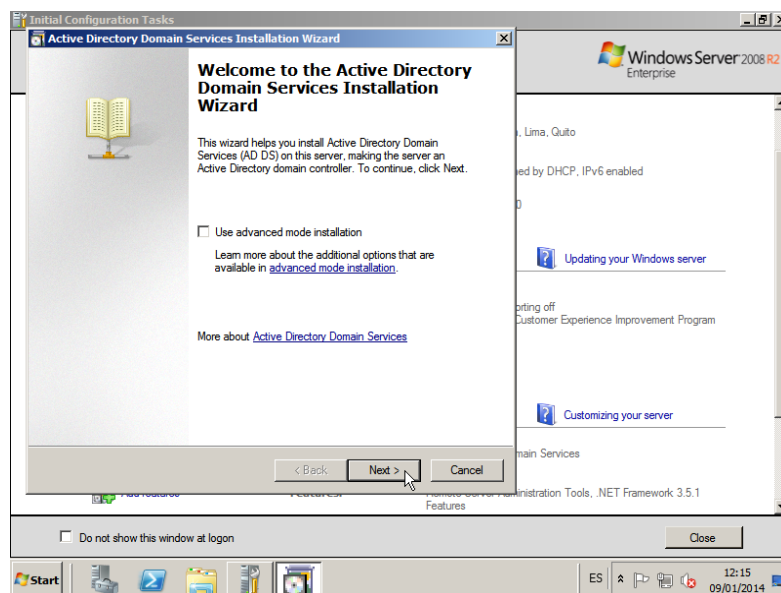 Initial Configuration Tasks
Active Directory Domain Services Installation Wizard
Windows Server 2008 R2
Enterprise
Welcome to the Active Directory
Domain Services Installation
Wizard
This wizard helps you install Active Directory Domain
Services (AD DS) on this server, making the server an
Active Directory domain controller. To continue, click Next.
Use advanced mode installation
Learn more about the additional options that are
available in advanced mode installation.
More about Active Directory Domain Services
< Back
Next >
Cancel
, Lima, Quito
ed by DHCP, IPv6 enabled
Updating your Windows server
orting off
Customer Experience Improvement Program
Customizing your server
main Services
Administration Tools, .NET Framework 3.5.1
Features
Do not show this window at logon
Close
Start
ES
12:15
09/01/2014